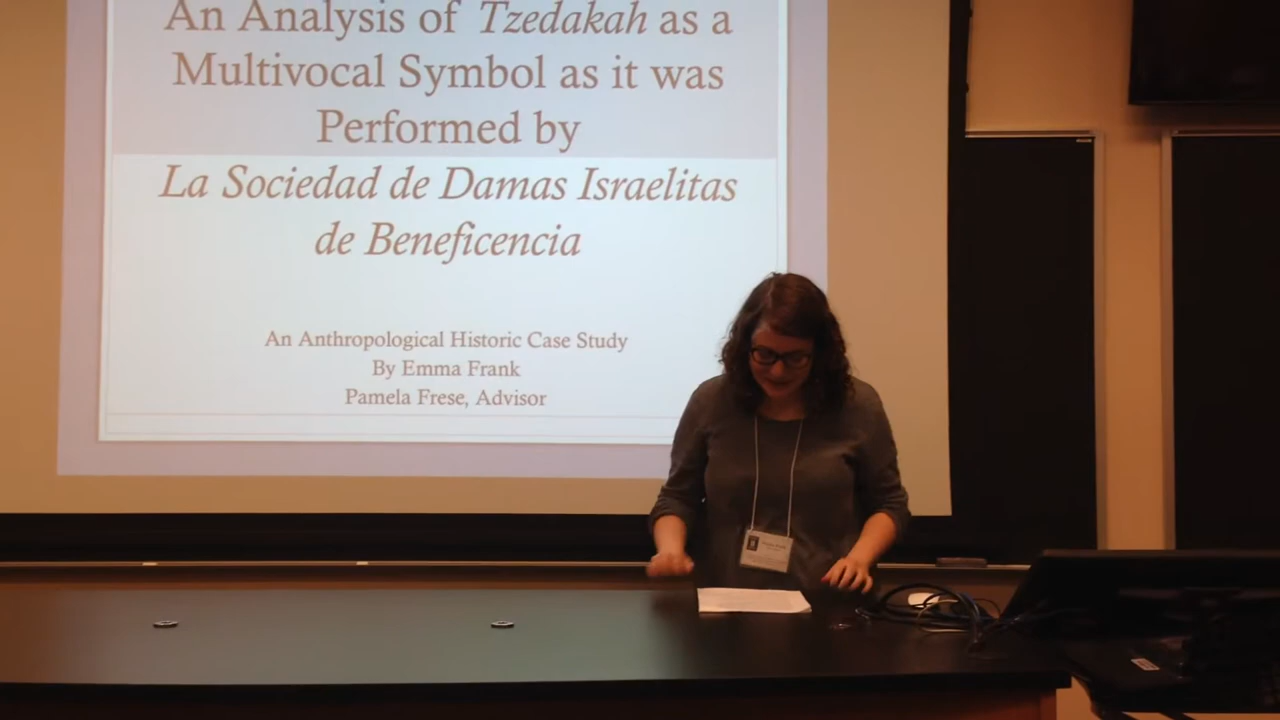 An Analysis of Tzedakah as a
Multivocal Symbol as it was
Performed by
La Sociedad de Damas Israelitas
de Beneficencia
An Anthropological Historic Case Study
By Emma Frank
Pamela Frese, Advisor